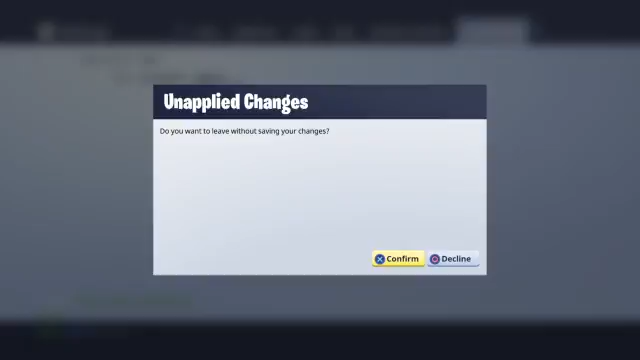 Unapplied Changes
Do you want to leave without saving your changes?
Confirm Decline